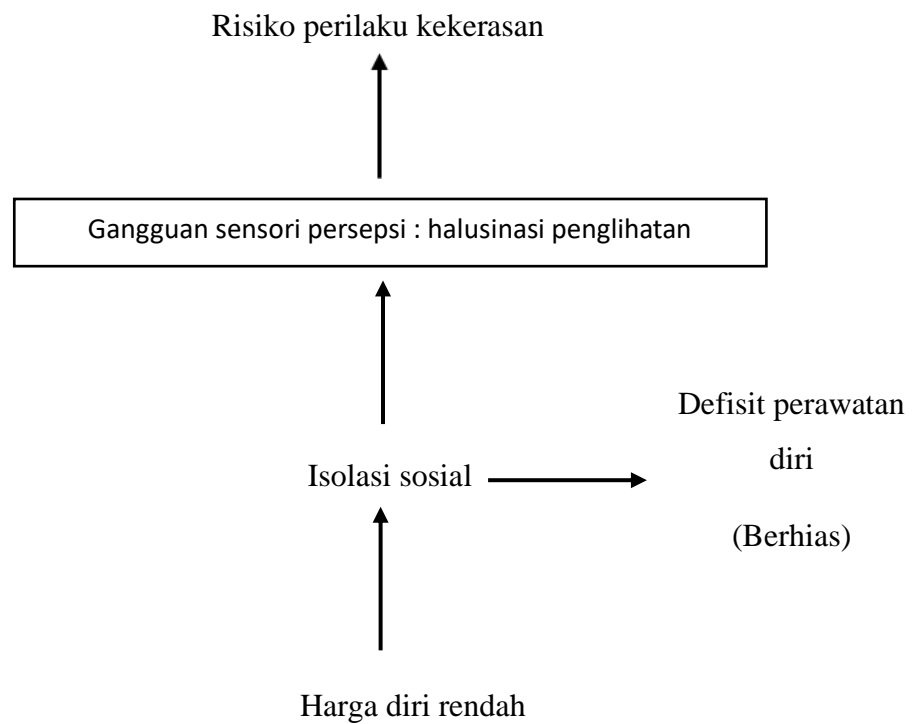 Risiko perilaku kekerasan
Gangguan sensori persepsi : halusinasi penglihatan
Defisit perawatan
diri
Isolasi sosial
(Berhias)
Harga diri rendah